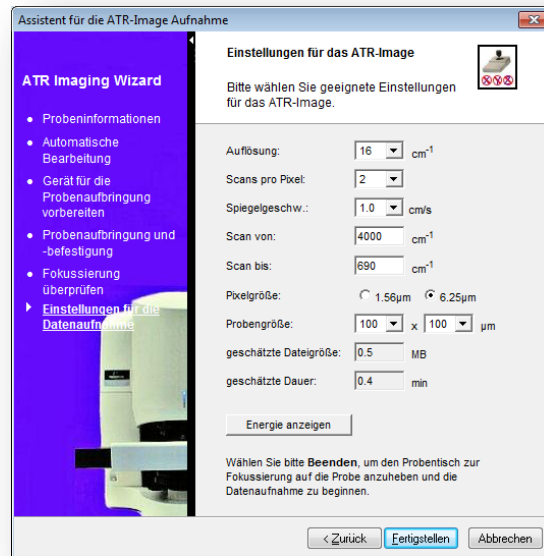 Assistent für die ATR-Image Aufnahme
ATR Imaging Wizard
Probeninformationen
Automatische
Bearbeitung
Gerät für die
Probenaufbringung
vorbereiten
Probenaufbringung und
-befestigung
Fokussierung
überprüfen
Einstellungen für die
Datenaufnahme
Einstellungen für das ATR-Image
Bitte wählen Sie geeignete Einstellungen
für das ATR-Image.
Auflösung: 16 cm-1
Scans pro Pixel: 2
Spiegelgeschw.: 1.0 cm/s
Scan von: 4000 cm-1
Scan bis: 690 cm-1
Pixelgröße: 1.56µm 6.25µm
Probengröße: 100 x 100 µm
geschätzte Dateigröße: 0.5 MB
geschätzte Dauer: 0.4 min
Energie anzeigen
Wählen Sie bitte Beenden, um den Probentisch zur
Fokussierung auf die Probe anzuheben und die
Datenaufnahme zu beginnen.
< Zurück Fertigstellen Abbrechen